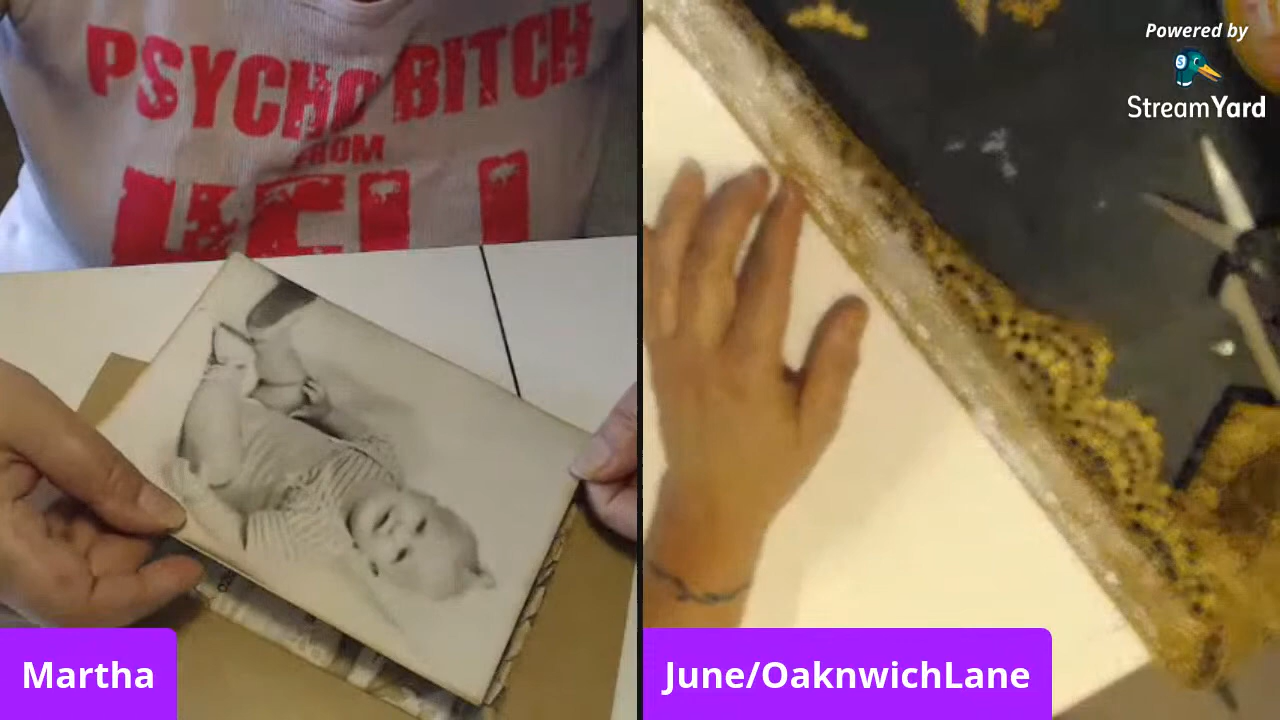 PSYCHO BITCH
FROM
HELL
Powered by
StreamYard
Martha
June/OaknwichLane